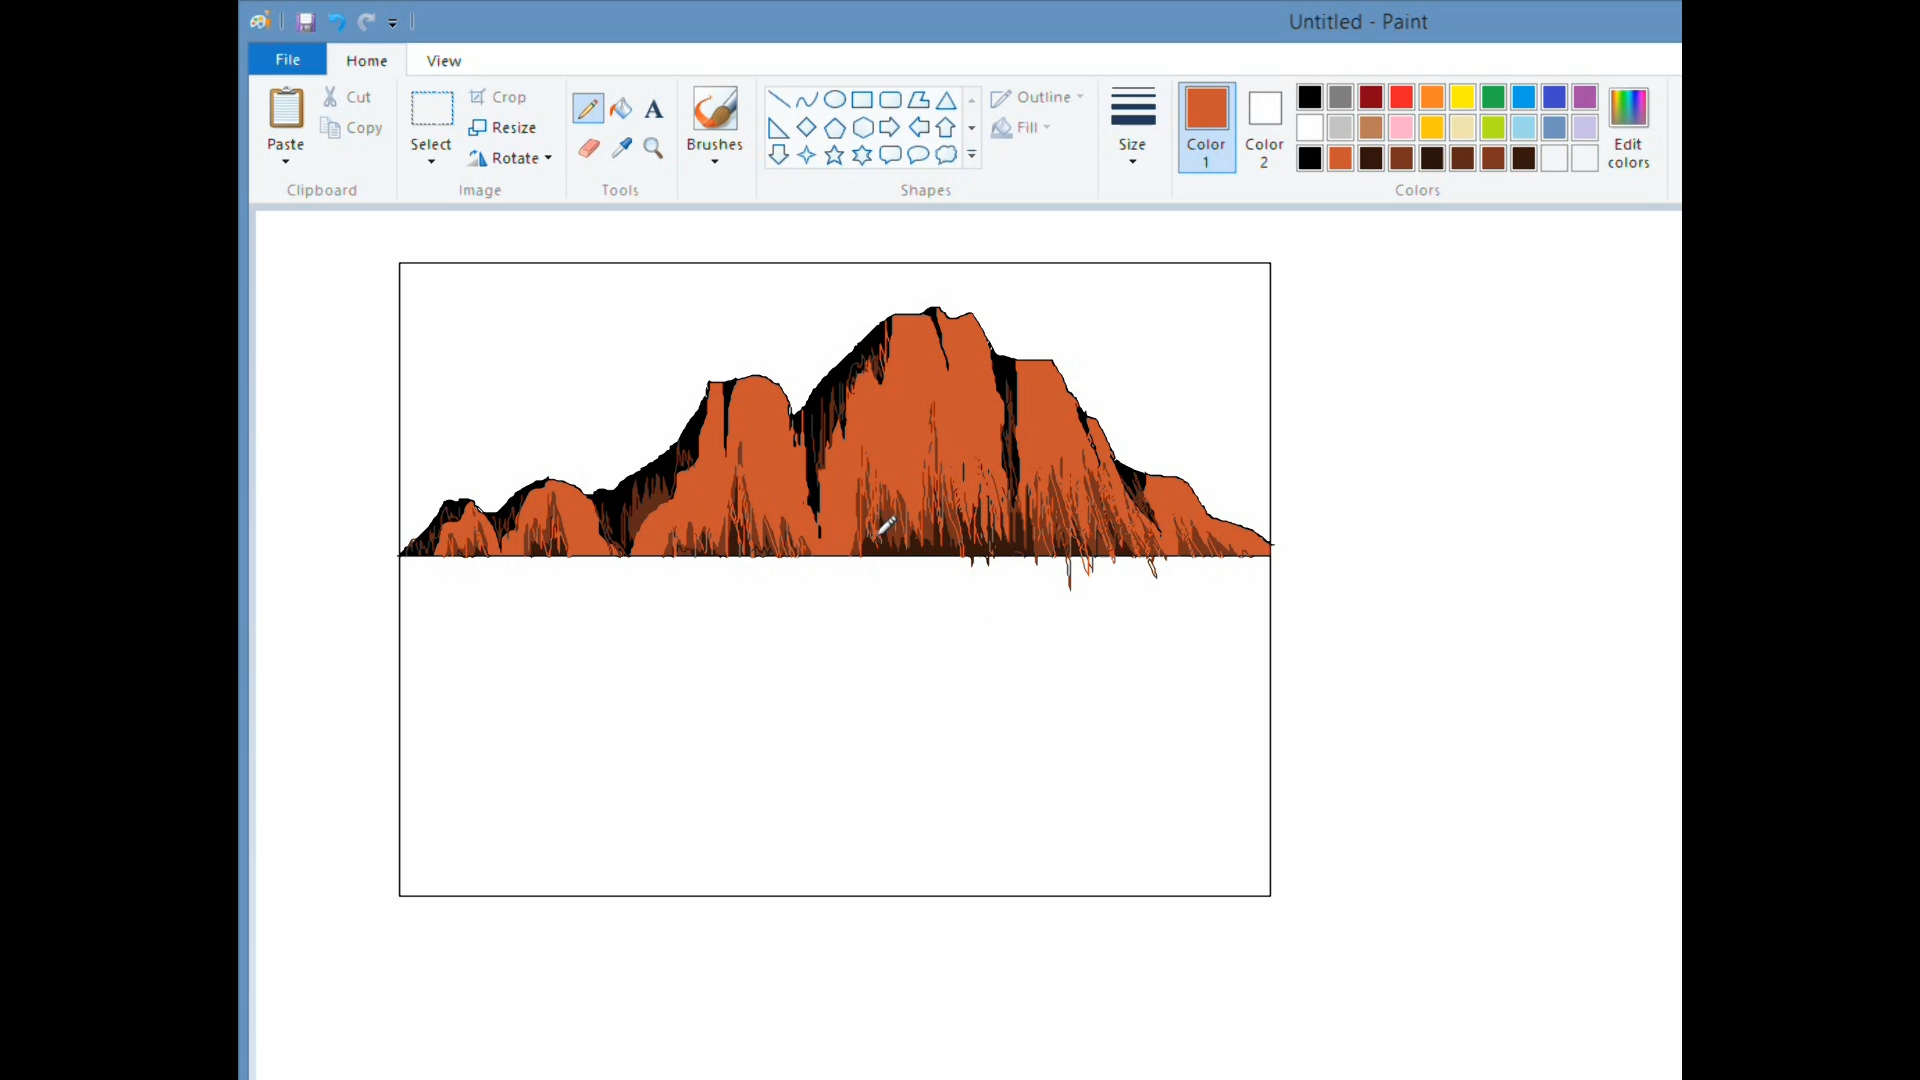 Untitled - Paint
File Home View
Paste
Cut
Copy
Clipboard
Select
Crop
Resize
Rotate
Image
A
Tools
Brushes
Shapes
Outline
Fill
Size
Color
1
Color
2
Colors
Edit
colors